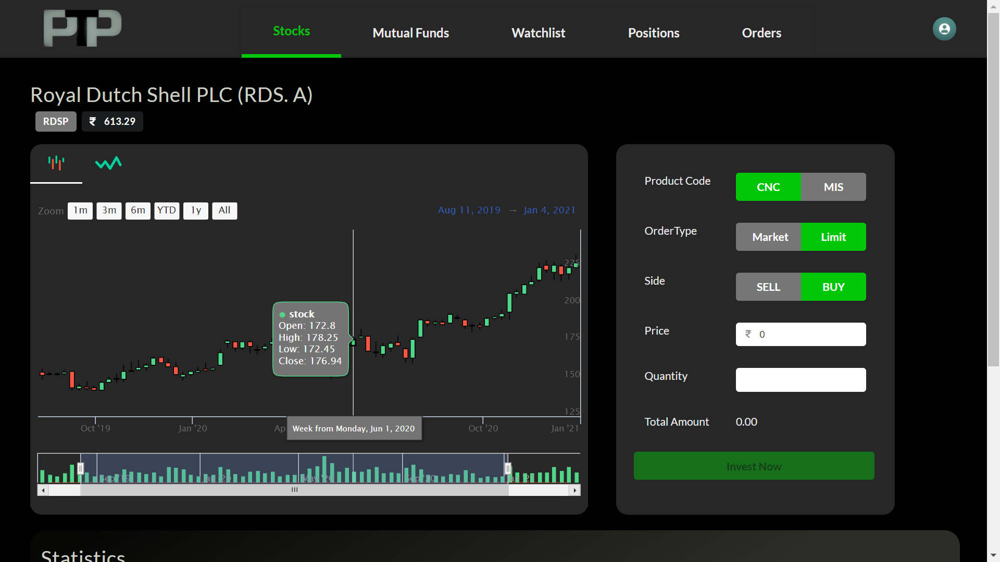 PTP
Stocks
Mutual Funds
Watchlist
Positions
Orders
Royal Dutch Shell PLC (RDS. A)
RDSP
₹ 613.29
Zoom 1m 3m 6m YTD 1y All
Aug 11, 2019 → Jan 4, 2021
225
200
175
150
125
stock
Open: 172.8
High: 178.25
Low: 172.45
Close: 176.94
Oct '19
Jan '20
Ap
Week from Monday, Jun 1, 2020
Oct '20
Jan '21
Sep '19
Jan '20
May '20
Sep '20
Product Code
CNC MIS
OrderType
Market Limit
Side
SELL BUY
Price
₹ 0
Quantity
Total Amount 0.00
Invest Now
Statistics